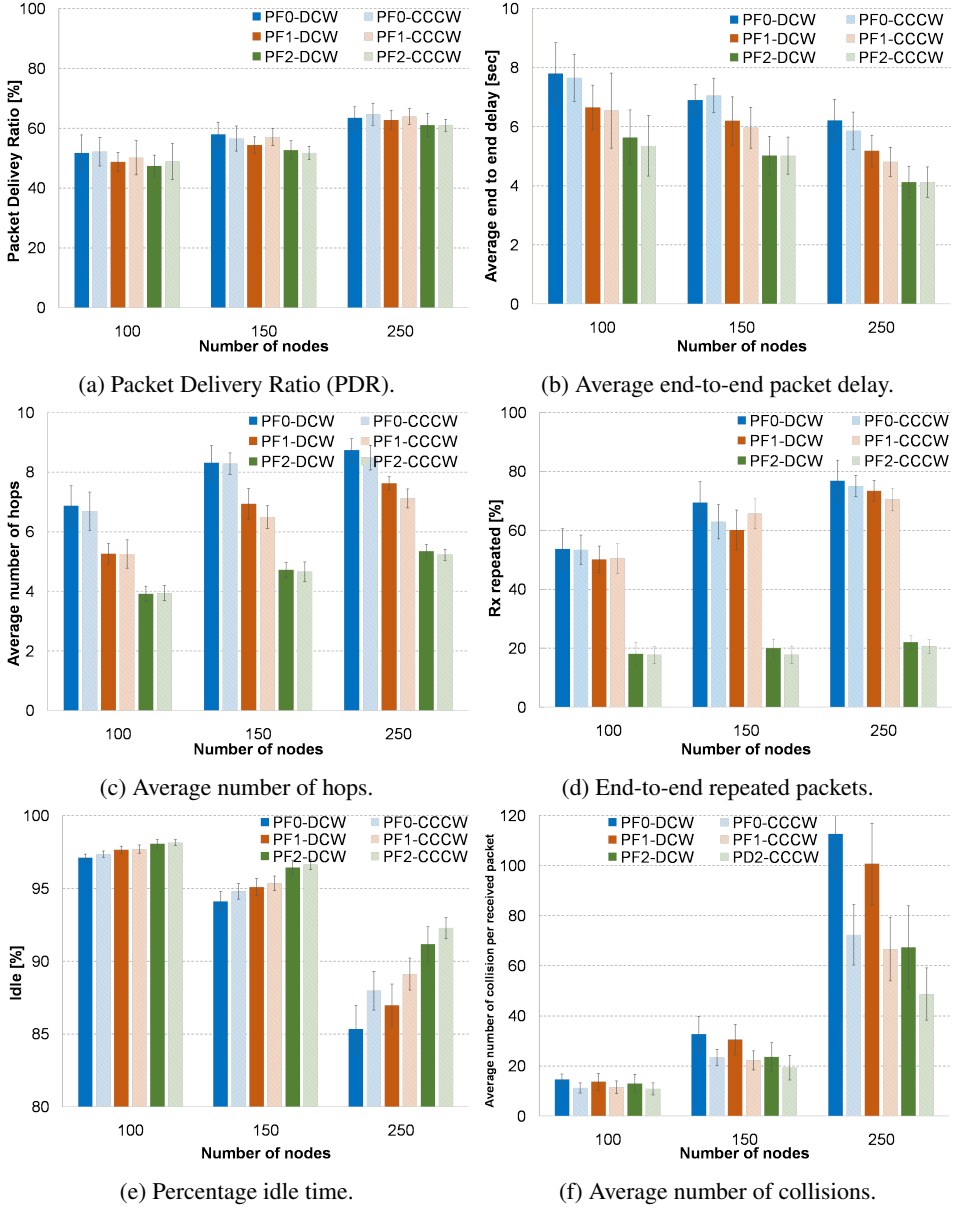 PF0-DCW PF0-CCCW
PF1-DCW PF1-CCCW
PF2-DCW PF2-CCCW
100
80
60
40
20
0
Packet Delivey Ratio [%]
100 150 250
Number of nodes
(a) Packet Delivery Ratio (PDR).
PF0-DCW PF0-CCCW
PF1-DCW PF1-CCCW
PF2-DCW PF2-CCCW
10
8
6
4
2
0
Average end to end delay [sec]
100 150 250
Number of nodes
(b) Average end-to-end packet delay.
PF0-DCW PF0-CCCW
PF1-DCW PF1-CCCW
PF2-DCW PF2-CCCW
10
8
6
4
2
0
Average number of hops
100 150 250
Number of nodes
(c) Average number of hops.
PF0-DCW PF0-CCCW
PF1-DCW PF1-CCCW
PF2-DCW PF2-CCCW
100
80
60
40
20
0
Rx repeated [%]
100 150 250
Number of nodes
(d) End-to-end repeated packets.
PF0-DCW PF0-CCCW
PF1-DCW PF1-CCCW
PF2-DCW PF2-CCCW
100
95
90
85
80
Idle [%]
100 150 250
Number of nodes
(e) Percentage idle time.
PF0-DCW PF0-CCCW
PF1-DCW PF1-CCCW
PF2-DCW PD2-CCCW
120
100
80
60
40
20
0
Average number of collision per received packet
100 150 250
Number of nodes
(f) Average number of collisions.